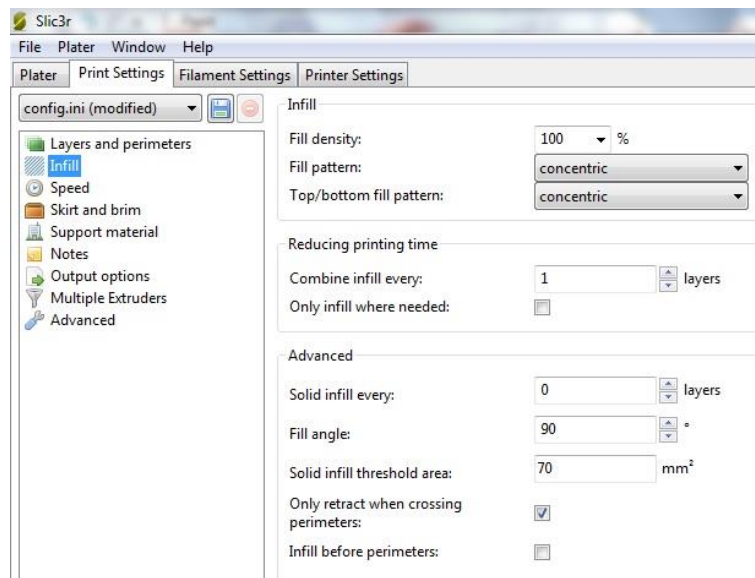 Slic3r
File Plater Window Help
Plater Print Settings Filament Settings Printer Settings
config.ini (modified)
Layers and perimeters
Infill
Speed
Skirt and brim
Support material
Notes
Output options
Multiple Extruders
Advanced
Infill
Fill density: 100 %
Fill pattern: concentric
Top/bottom fill pattern: concentric
Reducing printing time
Combine infill every: 1 layers
Only infill where needed:
Advanced
Solid infill every: 0 layers
Fill angle: 90 °
Solid infill threshold area: 70 mm²
Only retract when crossing
perimeters:
Infill before perimeters: